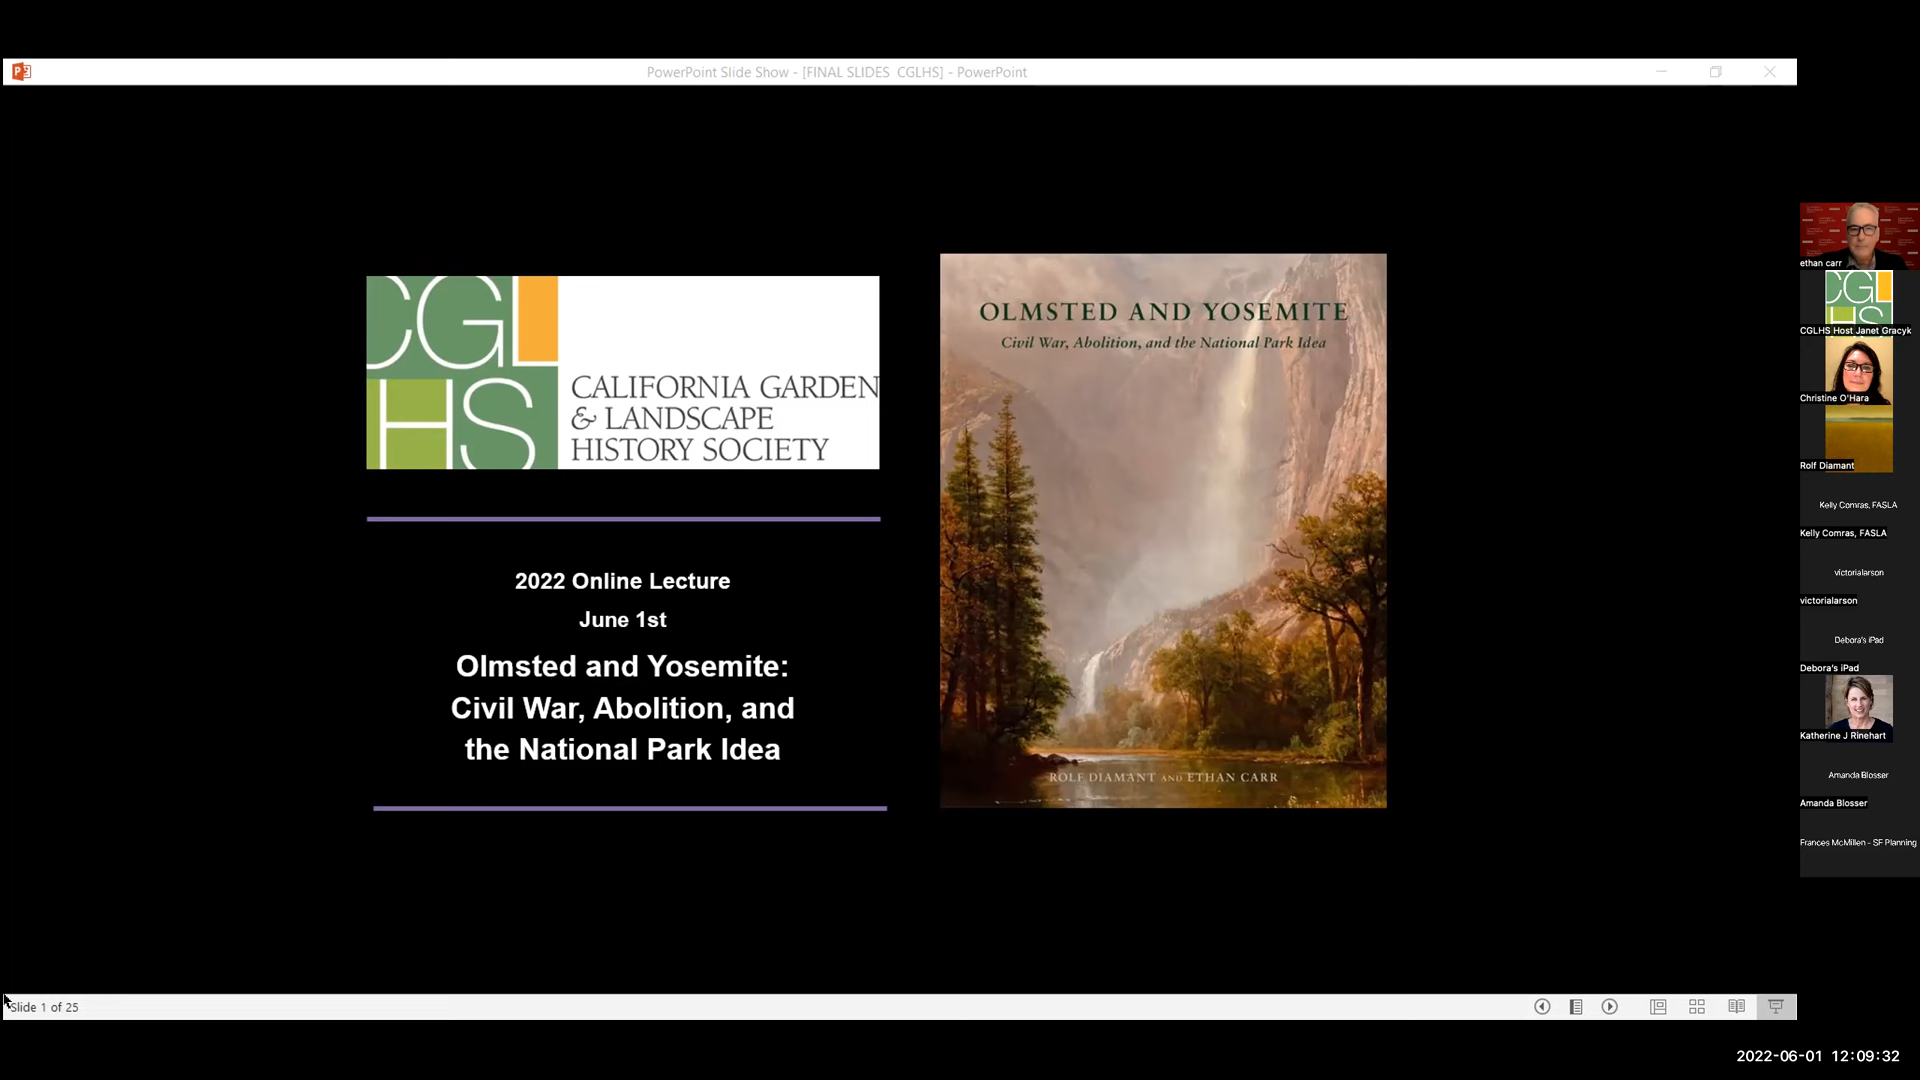 PowerPoint Slide Show - [FINAL SLIDES  CGLHS] - PowerPoint
CGL
HS
CALIFORNIA GARDEN
& LANDSCAPE
HISTORY SOCIETY
2022 Online Lecture
June 1st
Olmsted and Yosemite:
Civil War, Abolition, and
the National Park Idea
OLMSTED AND YOSEMITE
Civil War, Abolition, and the National Park Idea
ROLF DIAMANT AND ETHAN CARR
ethan carr
CGL
HS
CGLHS Host Janet Gracyk
Christine O'Hara
Rolf Diamant
Kelly Comras, FASLA
Kelly Comras, FASLA
victorialarson
victorialarson
Debora's iPad
Debora's iPad
Katherine J Rinehart
Amanda Blosser
Amanda Blosser
Frances McMillen - SF Planning
Slide 1 of 25
2022-06-01 12:09:32